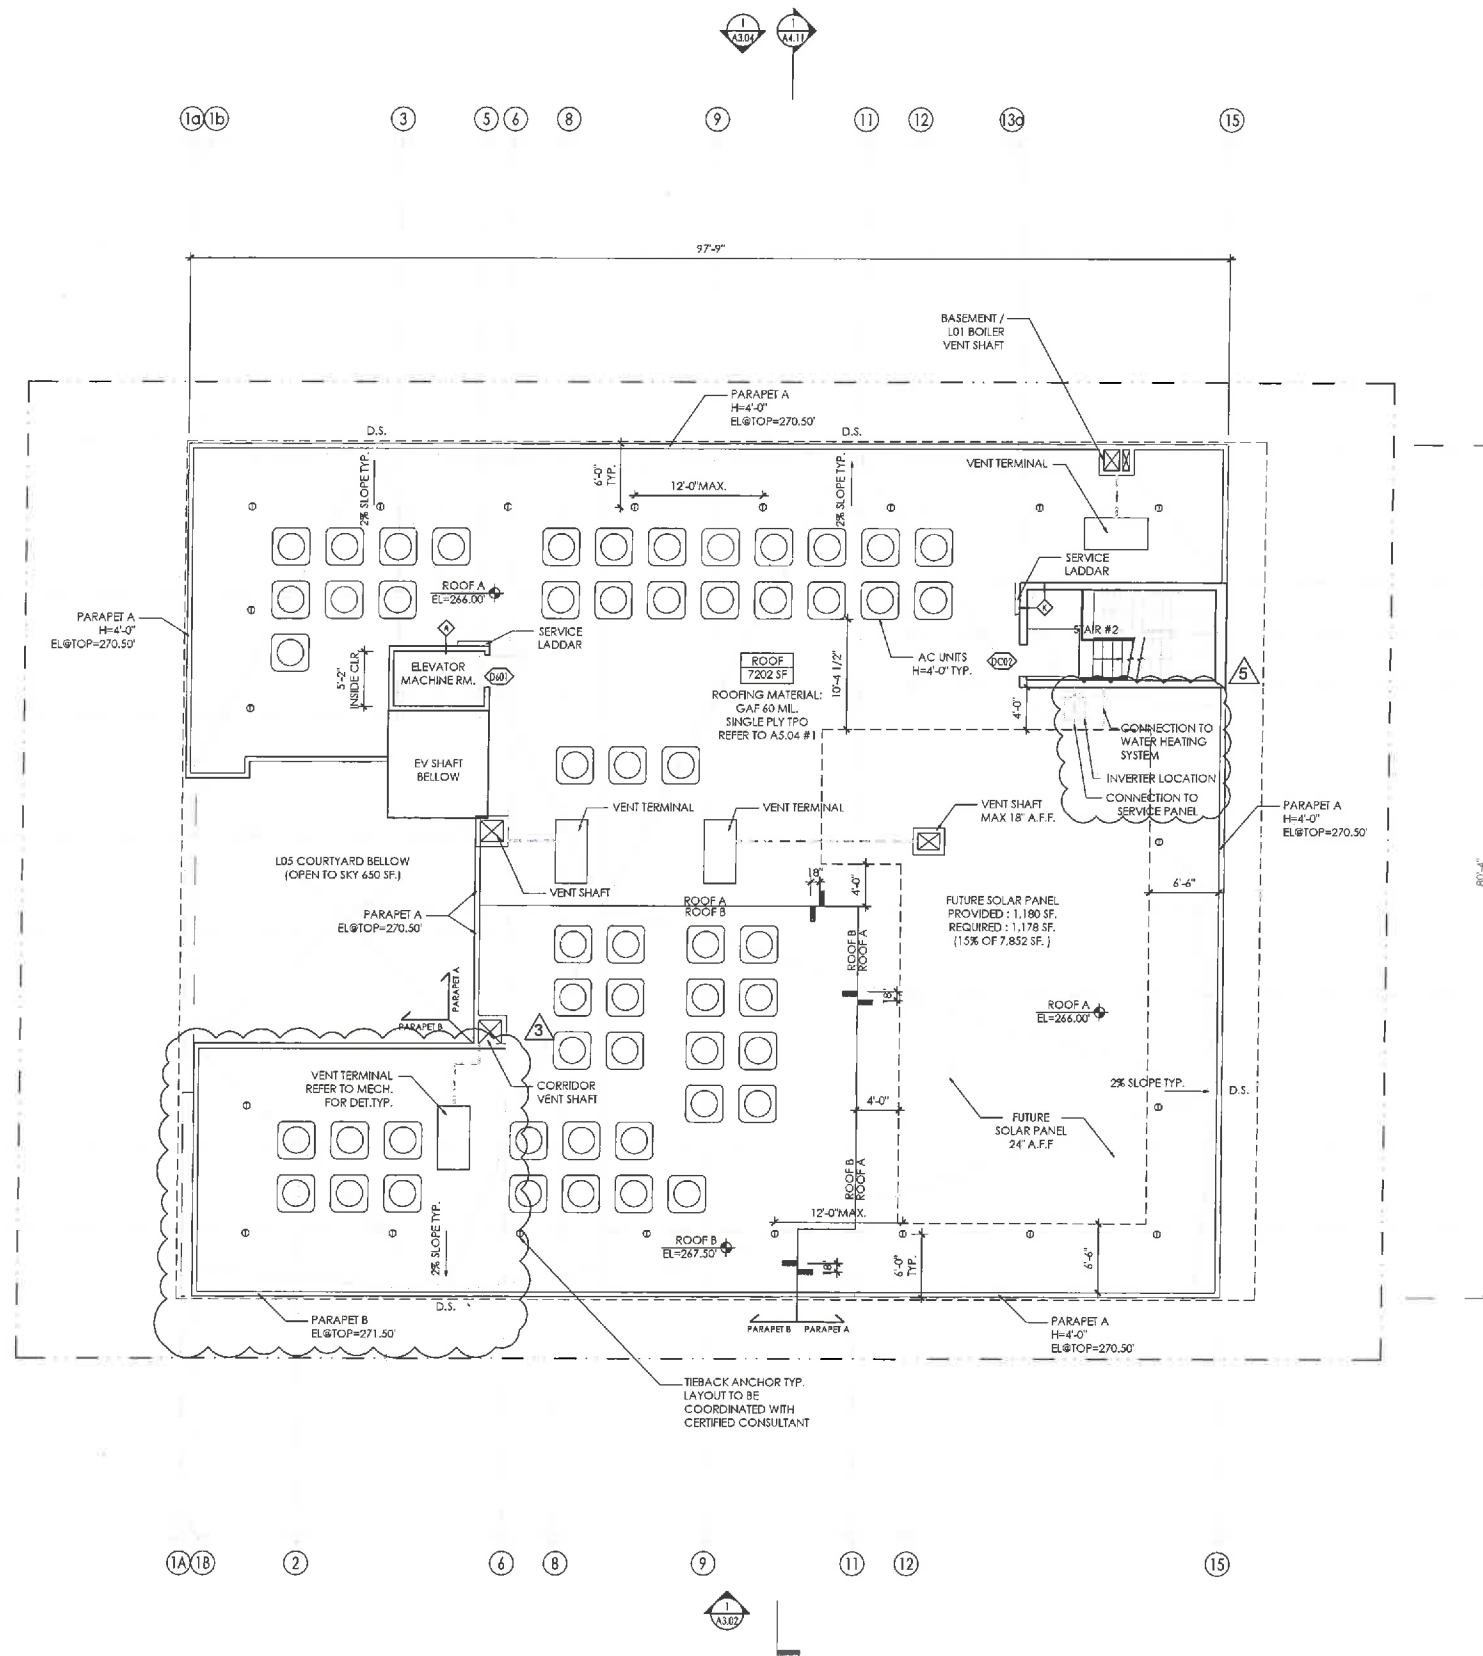 1
A3.04
1
A4.11
1a
1b
3
5
6
8
9
11
12
13a
15
97'-9"
BASEMENT /
L01 BOILER
VENT SHAFT
PARAPET A
H=4'-0"
EL@TOP=270.50'
D.S.
D.S.
2% SLOPE TYP.
6'-0"
TYP.
12'-0"MAX.
2% SLOPE TYP.
VENT TERMINAL
SERVICE
LADDAR
ROOF A
EL=266.00'
PARAPET A
H=4'-0"
EL@TOP=270.50'
SERVICE
LADDAR
ELEVATOR
MACHINE RM.
5'-2"
INSIDE CLR.
D601
ROOF
7202 SF
ROOFING MATERIAL:
GAF 60 MIL.
SINGLE PLY TPO
REFER TO A5.04 #1
10'-4 1/2"
AC UNITS
H=4'-0" TYP.
DC02
K
STAIR #2
5
4'-0"
CONNECTION TO
WATER HEATING
SYSTEM
INVERTER LOCATION
CONNECTION TO
SERVICE PANEL
EV SHAFT
BELLOW
VENT TERMINAL
VENT TERMINAL
VENT SHAFT
MAX 18" A.F.F.
PARAPET A
H=4'-0"
EL@TOP=270.50'
L05 COURTYARD BELLOW
(OPEN TO SKY 650 SF.)
VENT SHAFT
18"
4'-0"
6'-6"
80'-4"
ROOF A
ROOF B
FUTURE SOLAR PANEL
PROVIDED : 1,180 SF.
REQUIRED : 1,178 SF.
(15% OF 7,852 SF. )
PARAPET A
EL@TOP=270.50'
ROOF B
ROOF A
PARAPET A
PARAPET B
18"
ROOF A
EL=266.00'
3
VENT TERMINAL
REFER TO MECH.
FOR DET.TYP.
CORRIDOR
VENT SHAFT
2% SLOPE TYP.
D.S.
4'-0"
FUTURE
SOLAR PANEL
24" A.F.F
ROOF B
ROOF A
12'-0"MAX.
2% SLOPE TYP.
ROOF B
EL=267.50'
6'-0"
TYP.
6'-6"
18"
D.S.
PARAPET B
EL@TOP=271.50'
PARAPET B
PARAPET A
PARAPET A
H=4'-0"
EL@TOP=270.50'
TIEBACK ANCHOR TYP.
LAYOUT TO BE
COORDINATED WITH
CERTIFIED CONSULTANT
1A
1B
2
6
8
9
11
12
15
1
A3.02